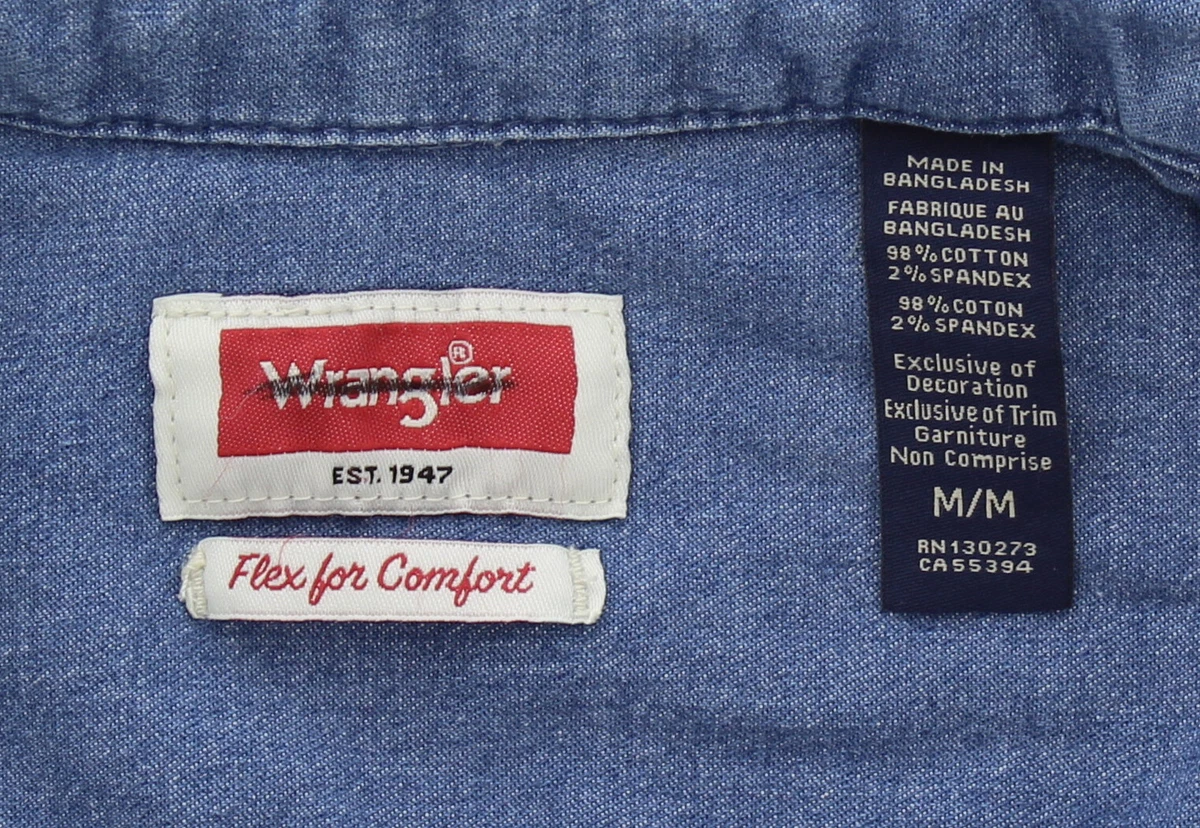 Wrangler®
EST. 1947
Flex for Comfort
MADE IN
BANGLADESH
FABRIQUE AU
BANGLADESH
98% COTTON
2% SPANDEX
98% COTON
2% SPANDEX
Exclusive of
Decoration
Exclusive of Trim
Garniture
Non Comprise
M/M
RN130273
CA55394